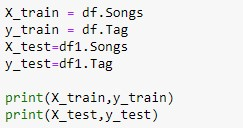 X_train = df.Songs
y_train = df.Tag
X_test=df1.Songs
y_test=df1.Tag
print(X_train,y_train)
print(X_test,y_test)